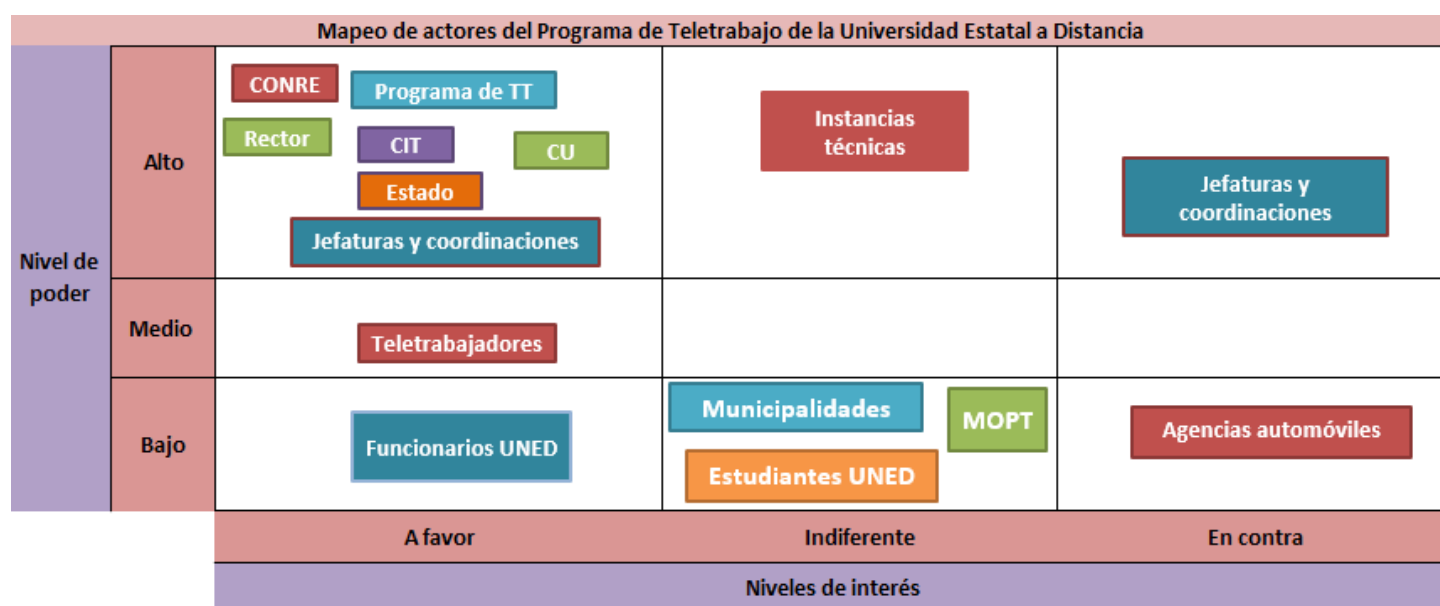 Mapeo de actores del Programa de Teletrabajo de la Universidad Estatal a Distancia
Nivel de
poder
Alto
CONRE
Programa de TT
Rector
CIT
CU
Estado
Jefaturas y coordinaciones
Instancias
técnicas
Jefaturas y
coordinaciones
Medio
Teletrabajadores
Bajo
Funcionarios UNED
Municipalidades
MOPT
Estudiantes UNED
Agencias automóviles
A favor
Indiferente
En contra
Niveles de interés